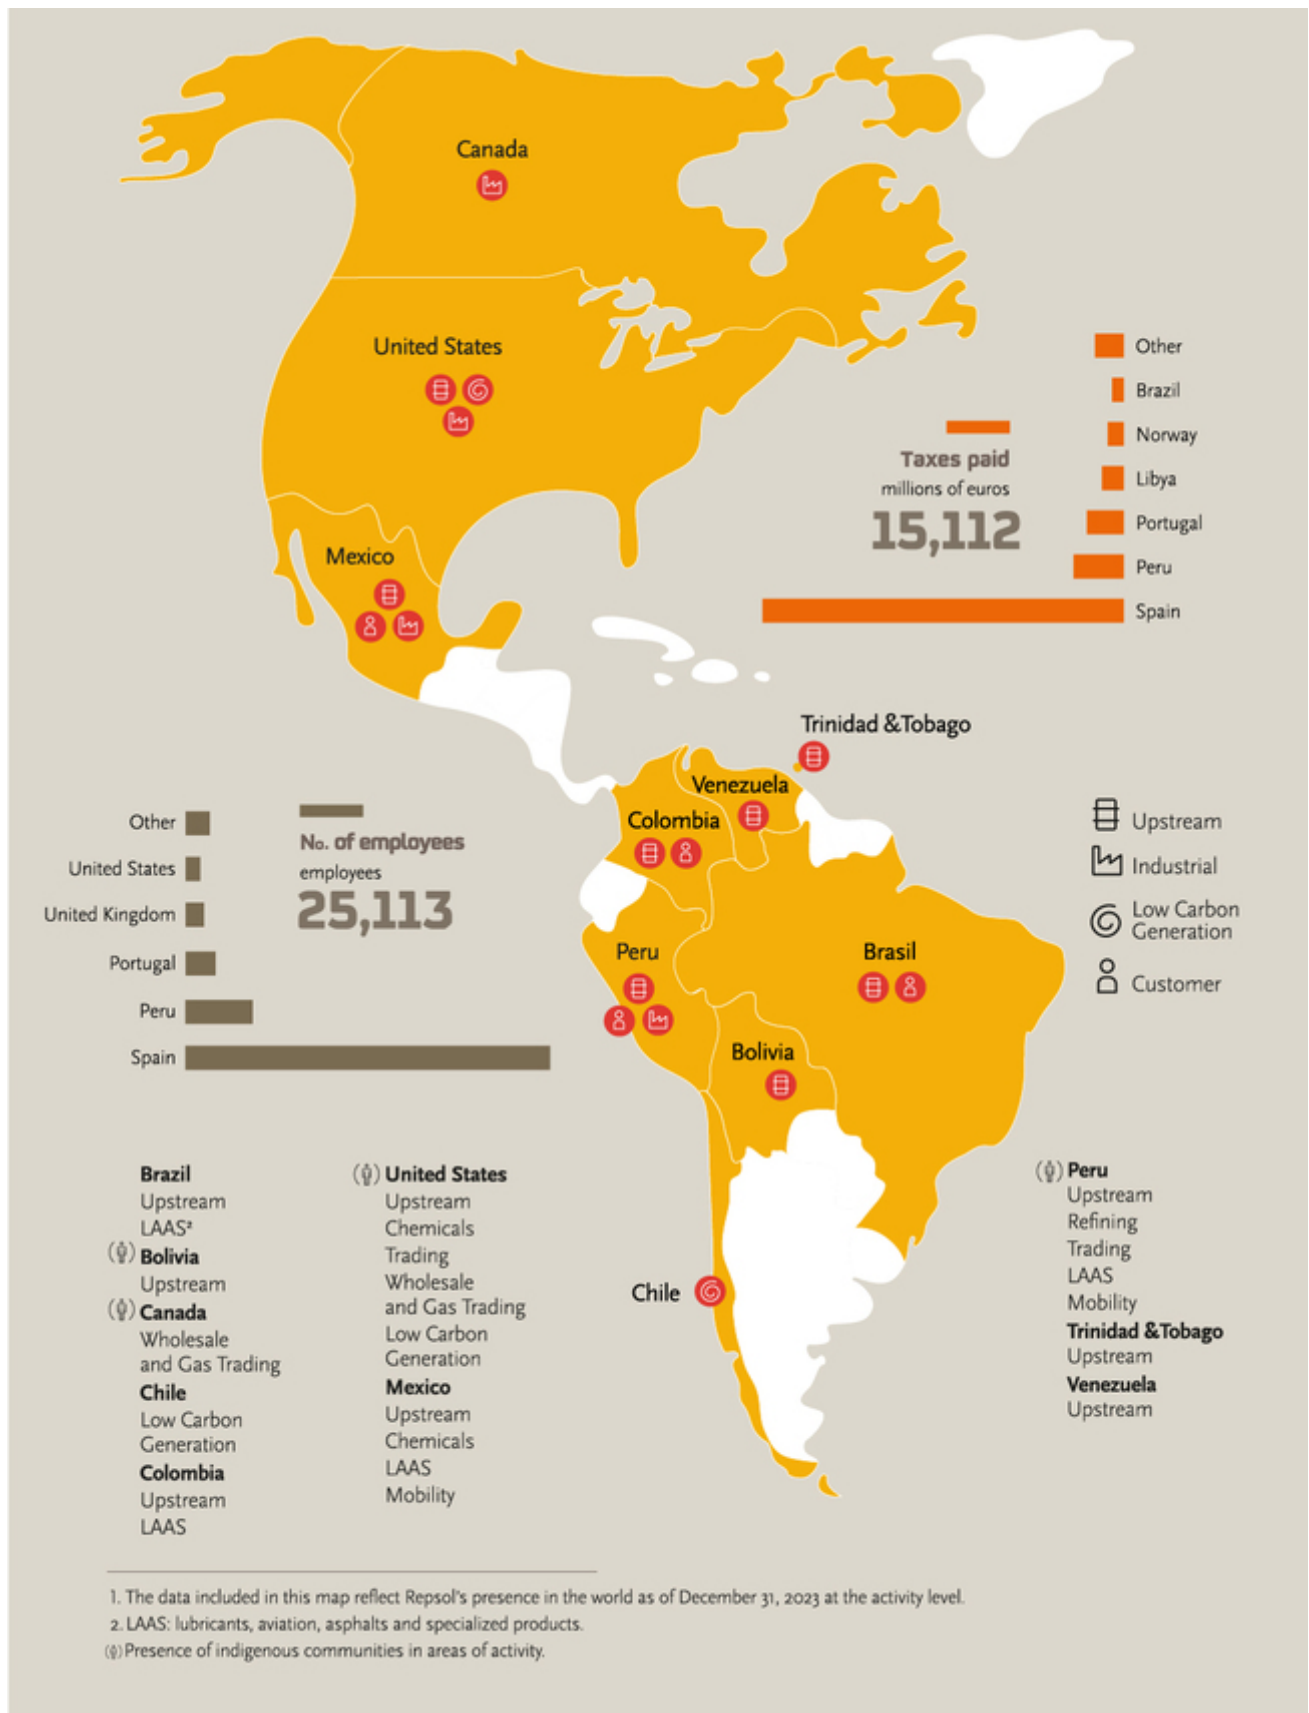 Canada
United States
Mexico
Other
Brazil
Norway
Libya
Portugal
Peru
Spain
Taxes paid
millions of euros
15,112
Trinidad &Tobago
Venezuela
Colombia
Peru
Brasil
Bolivia
Chile
Other
United States
United Kingdom
Portugal
Peru
Spain
No. of employees
employees
25,113
Upstream
Industrial
Low Carbon
Generation
Customer
Brazil
Upstream
LAAS²
Bolivia
Upstream
Canada
Wholesale
and Gas Trading
Chile
Low Carbon
Generation
Colombia
Upstream
LAAS
United States
Upstream
Chemicals
Trading
Wholesale
and Gas Trading
Low Carbon
Generation
Mexico
Upstream
Chemicals
LAAS
Mobility
Peru
Upstream
Refining
Trading
LAAS
Mobility
Trinidad &Tobago
Upstream
Venezuela
Upstream
1. The data included in this map reflect Repsol's presence in the world as of December 31, 2023 at the activity level.
2. LAAS: lubricants, aviation, asphalts and specialized products.
Presence of indigenous communities in areas of activity.